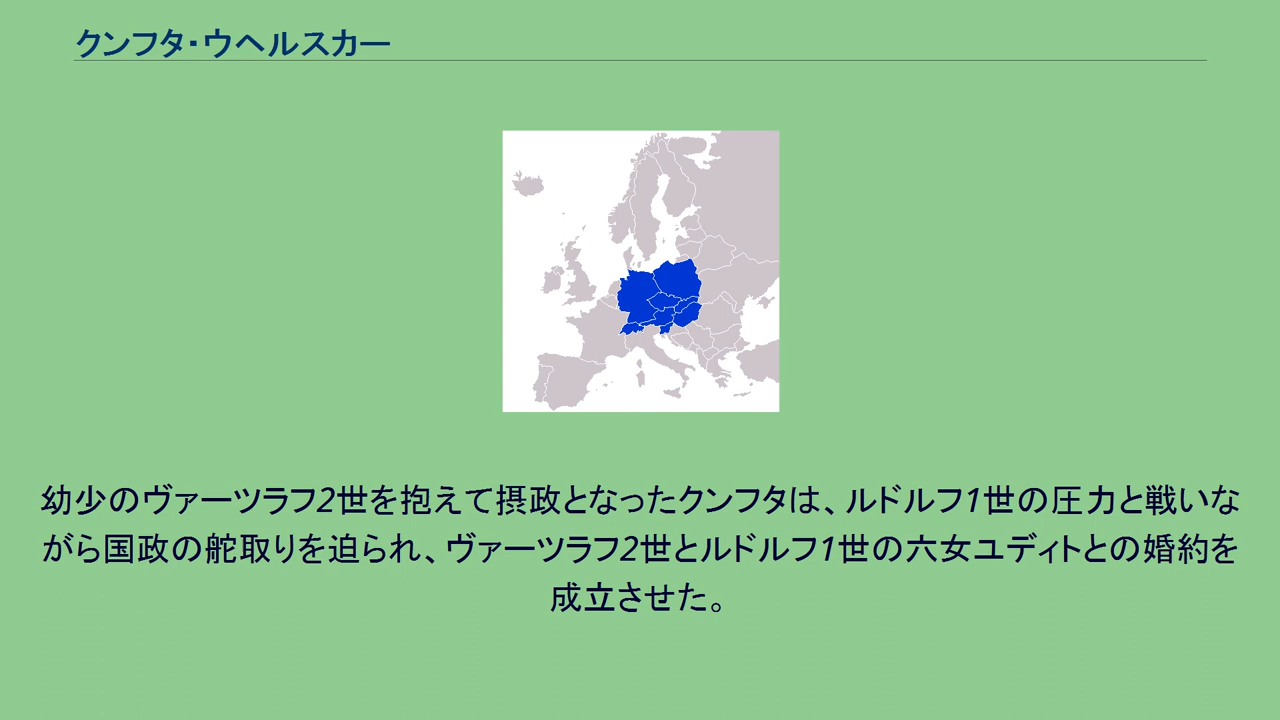 クンフタ・ウヘルスカー
幼少のヴァーツラフ2世を抱えて摂政となったクンフタは、ルドルフ1世の圧力と戦いな
がら国政の舵取りを迫られ、ヴァーツラフ2世とルドルフ1世の六女ユディトとの婚約を
成立させた。